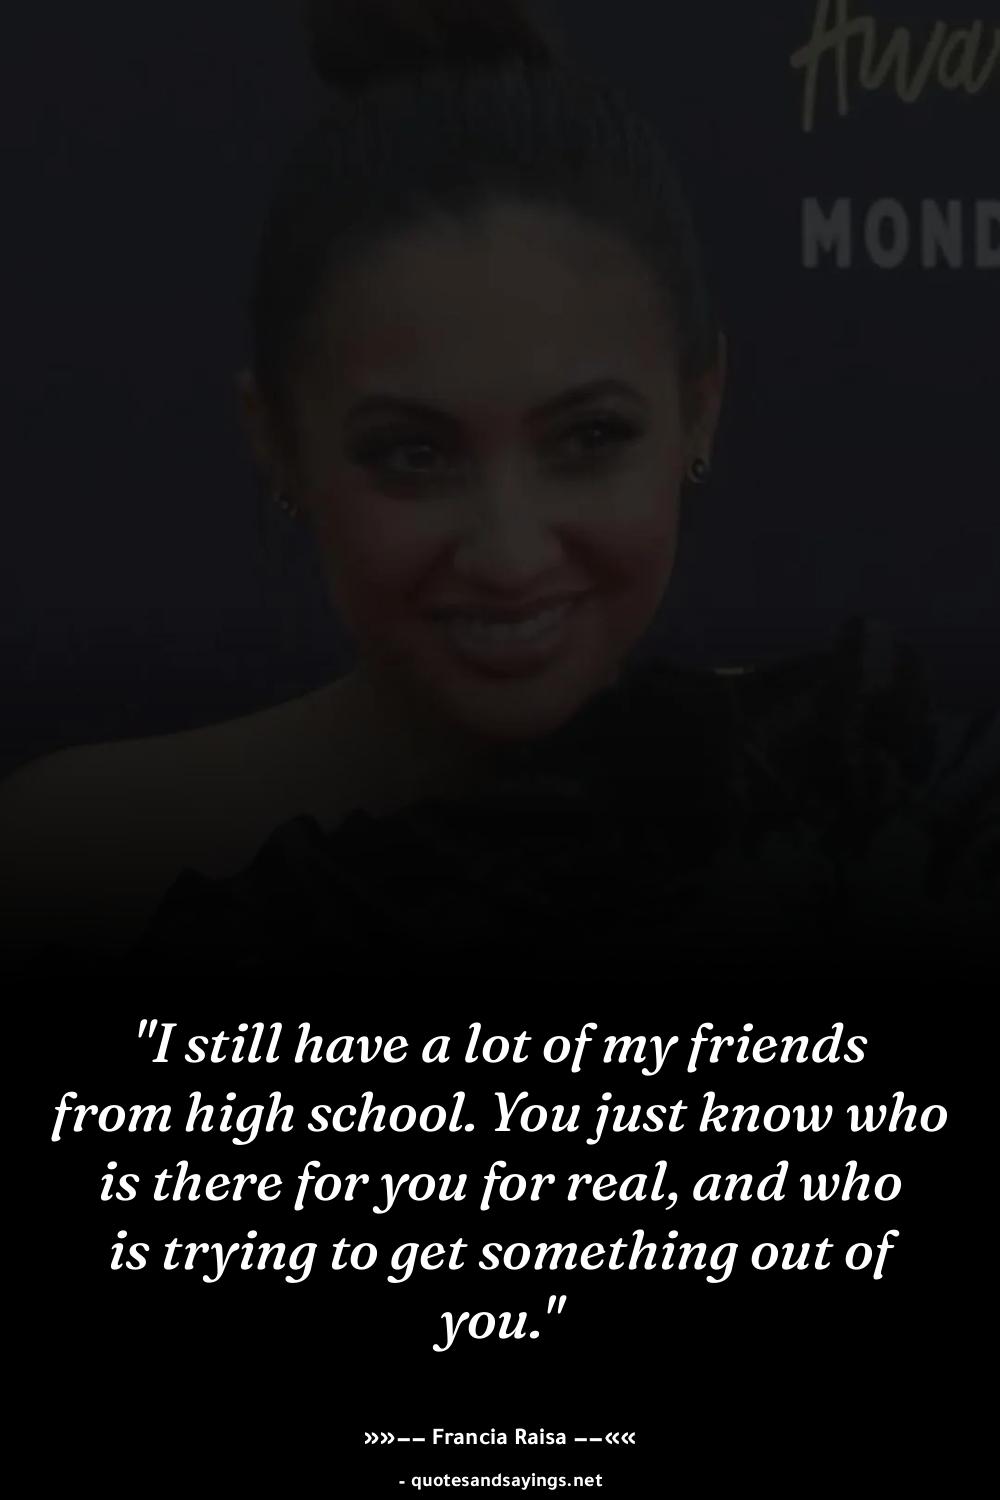 Awa
MOND
"I still have a lot of my friends
from high school. You just know who
is there for you for real, and who
is trying to get something out of
you."
»»−− Francia Raisa −−««
- quotesandsayings.net